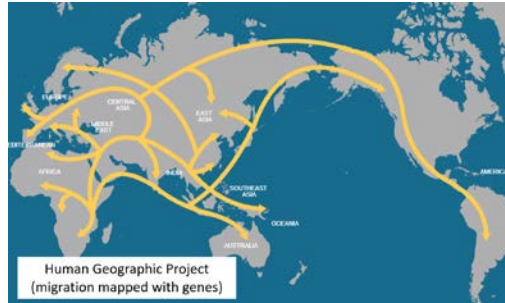 EUROPE
CENTRAL
ASIA
MIDDLE
EAST
EAST
ASIA
AFRICA
INDIA
SOUTHEAST
ASIA
OCEANIA
AUSTRALIA
Human Geographic Project
(migration mapped with genes)